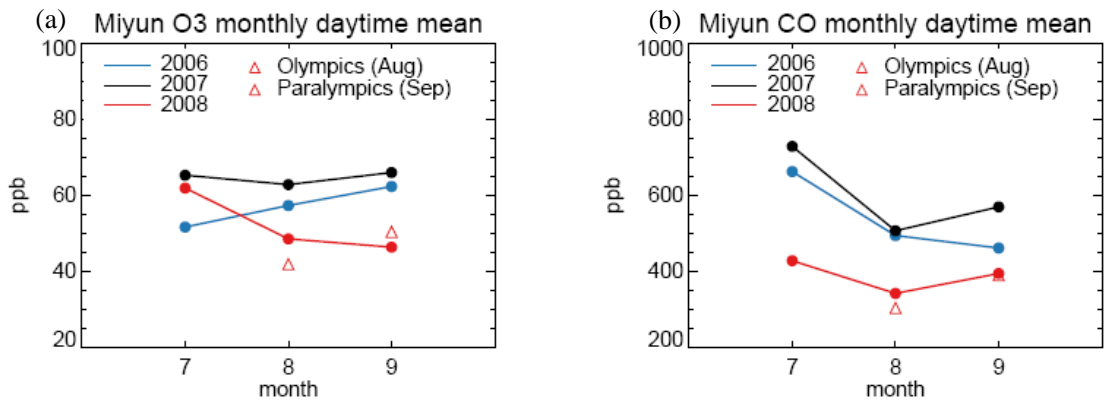 (a) Miyun O3 monthly daytime mean
100
80
60
40
20
ppb
2006
2007
2008
Olympics (Aug)
Paralympics (Sep)
7 8 9
month
(b) Miyun CO monthly daytime mean
1000
800
600
400
200
ppb
2006
2007
2008
Olympics (Aug)
Paralympics (Sep)
7 8 9
month